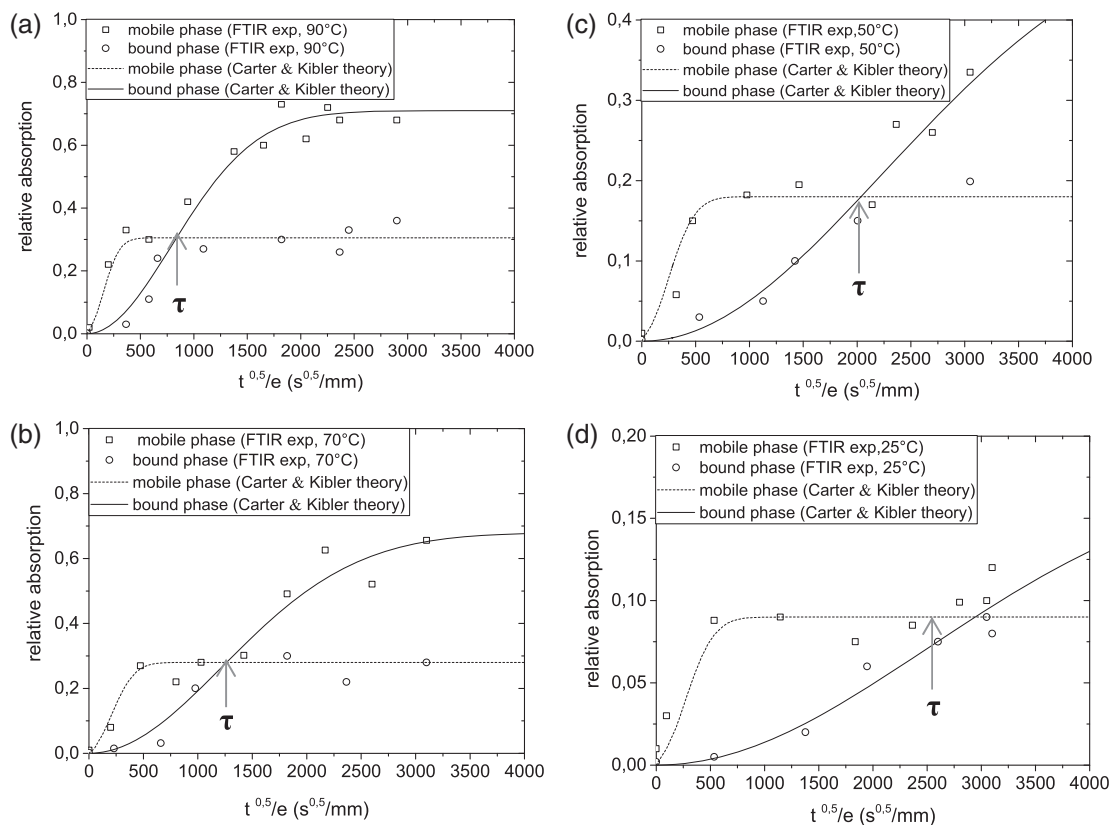 (a)
mobile phase (FTIR exp, 90°C)
bound phase (FTIR exp, 90°C)
mobile phase (Carter & Kibler theory)
bound phase (Carter & Kibler theory)
1,0
0,8
0,6
0,4
0,2
0,0
relative absorption
τ
0 500 1000 1500 2000 2500 3000 3500 4000
t 0,5/e (s0,5/mm)
(c)
mobile phase (FTIR exp,50°C)
bound phase (FTIR exp, 50°C)
mobile phase (Carter & Kibler theory)
bound phase (Carter & Kibler theory)
0,4
0,3
0,2
0,1
0,0
relative absorption
τ
0 500 1000 1500 2000 2500 3000 3500 4000
t 0,5/e (s0,5/mm)
(b)
mobile phase (FTIR exp, 70°C)
bound phase (FTIR exp, 70°C)
mobile phase (Carter & Kibler theory)
bound phase (Carter & Kibler theory)
1,0
0,8
0,6
0,4
0,2
0,0
relative absorption
τ
0 500 1000 1500 2000 2500 3000 3500 4000
t 0,5/e (s0,5/mm)
(d)
mobile phase (FTIR exp,25°C)
bound phase (FTIR exp, 25°C)
mobile phase (Carter & Kibler theory)
bound phase (Carter & Kibler theory)
0,20
0,15
0,10
0,05
0,00
relative absorption
τ
0 500 1000 1500 2000 2500 3000 3500 4000
t 0,5/e (s0,5/mm)